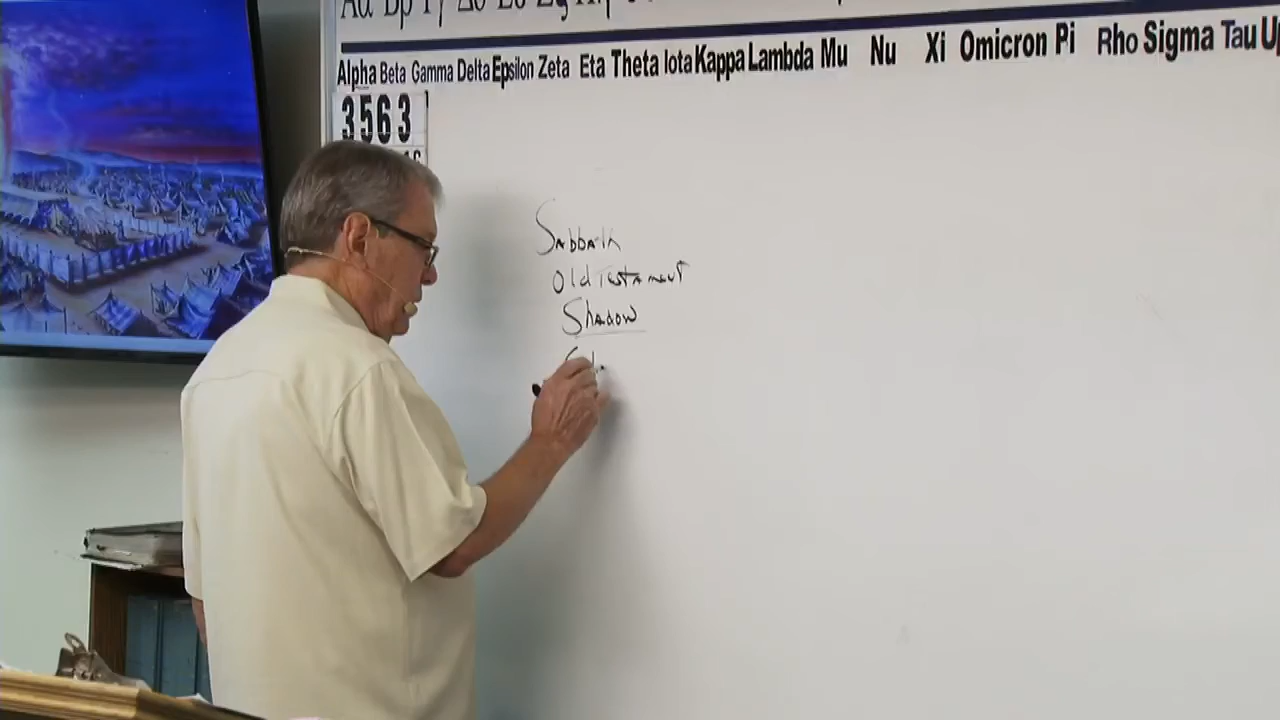 Alpha Beta Gamma Delta Epsilon Zeta Eta Theta Iota Kappa Lambda Mu Nu Xi Omicron Pi Rho Sigma Tau
3563
Sabbath
Old Testament
Shadow